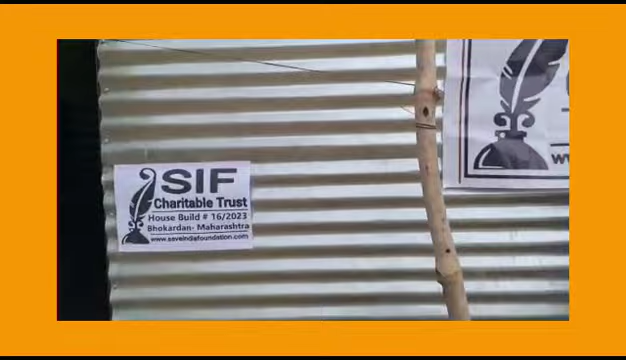 SIF
Charitable Trust
House Build # 16/2023
Bhokardan- Maharashtra
www.saveindiafoundation.com